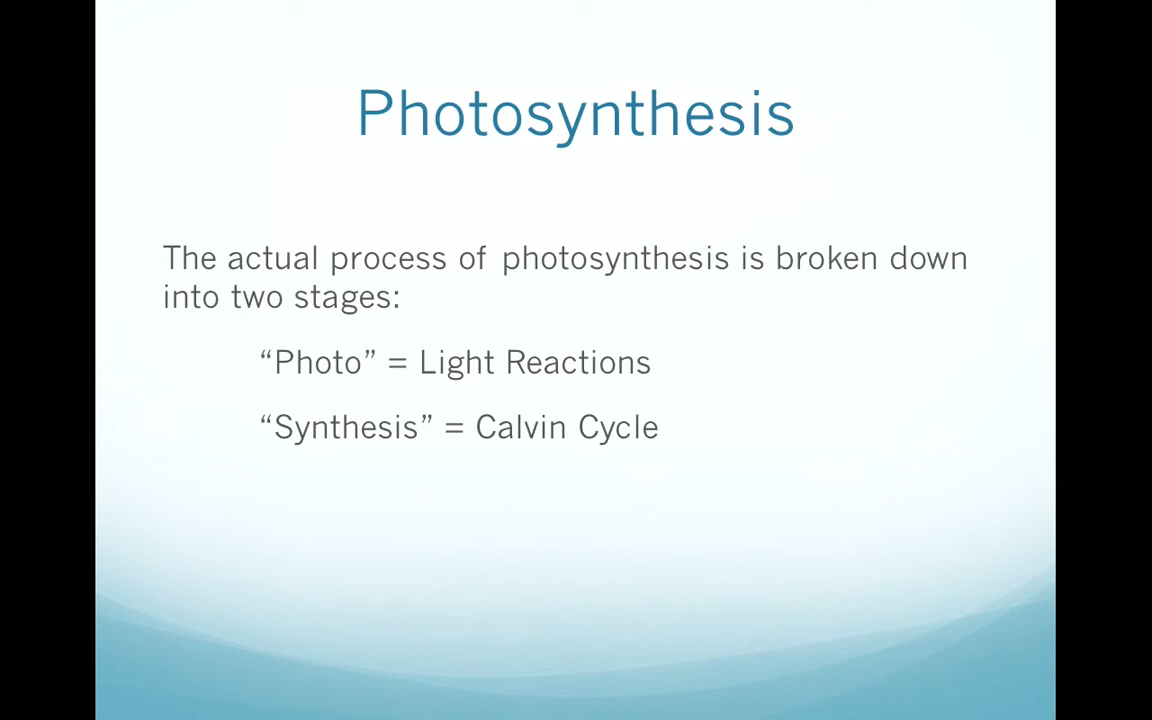 Photosynthesis
The actual process of photosynthesis is broken down
into two stages:
“Photo” = Light Reactions
“Synthesis” = Calvin Cycle